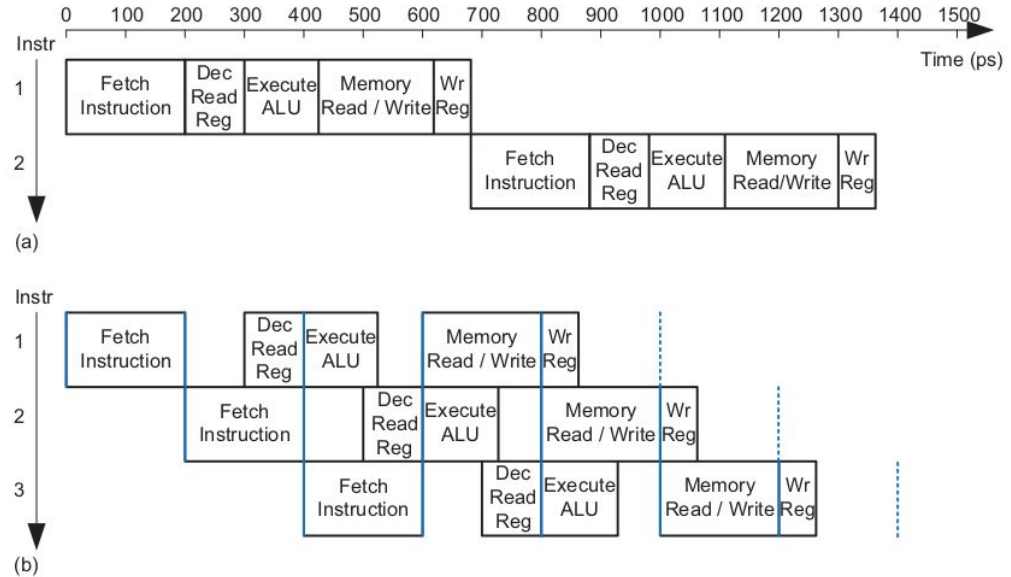 0 100 200 300 400 500 600 700 800 900 1000 1100 1200 1300 1400 1500
Instr
Time (ps)
1
Fetch
Instruction
Dec
Read
Reg
Execute
ALU
Memory
Read / Write
Wr
Reg
2
Fetch
Instruction
Dec
Read
Reg
Execute
ALU
Memory
Read/Write
Wr
Reg
(a)
Instr
1
Fetch
Instruction
Dec
Read
Reg
Execute
ALU
Memory
Read / Write
Wr
Reg
2
Fetch
Instruction
Dec
Read
Reg
Execute
ALU
Memory
Read / Write
Wr
Reg
3
Fetch
Instruction
Dec
Read
Reg
Execute
ALU
Memory
Read / Write
Wr
Reg
(b)